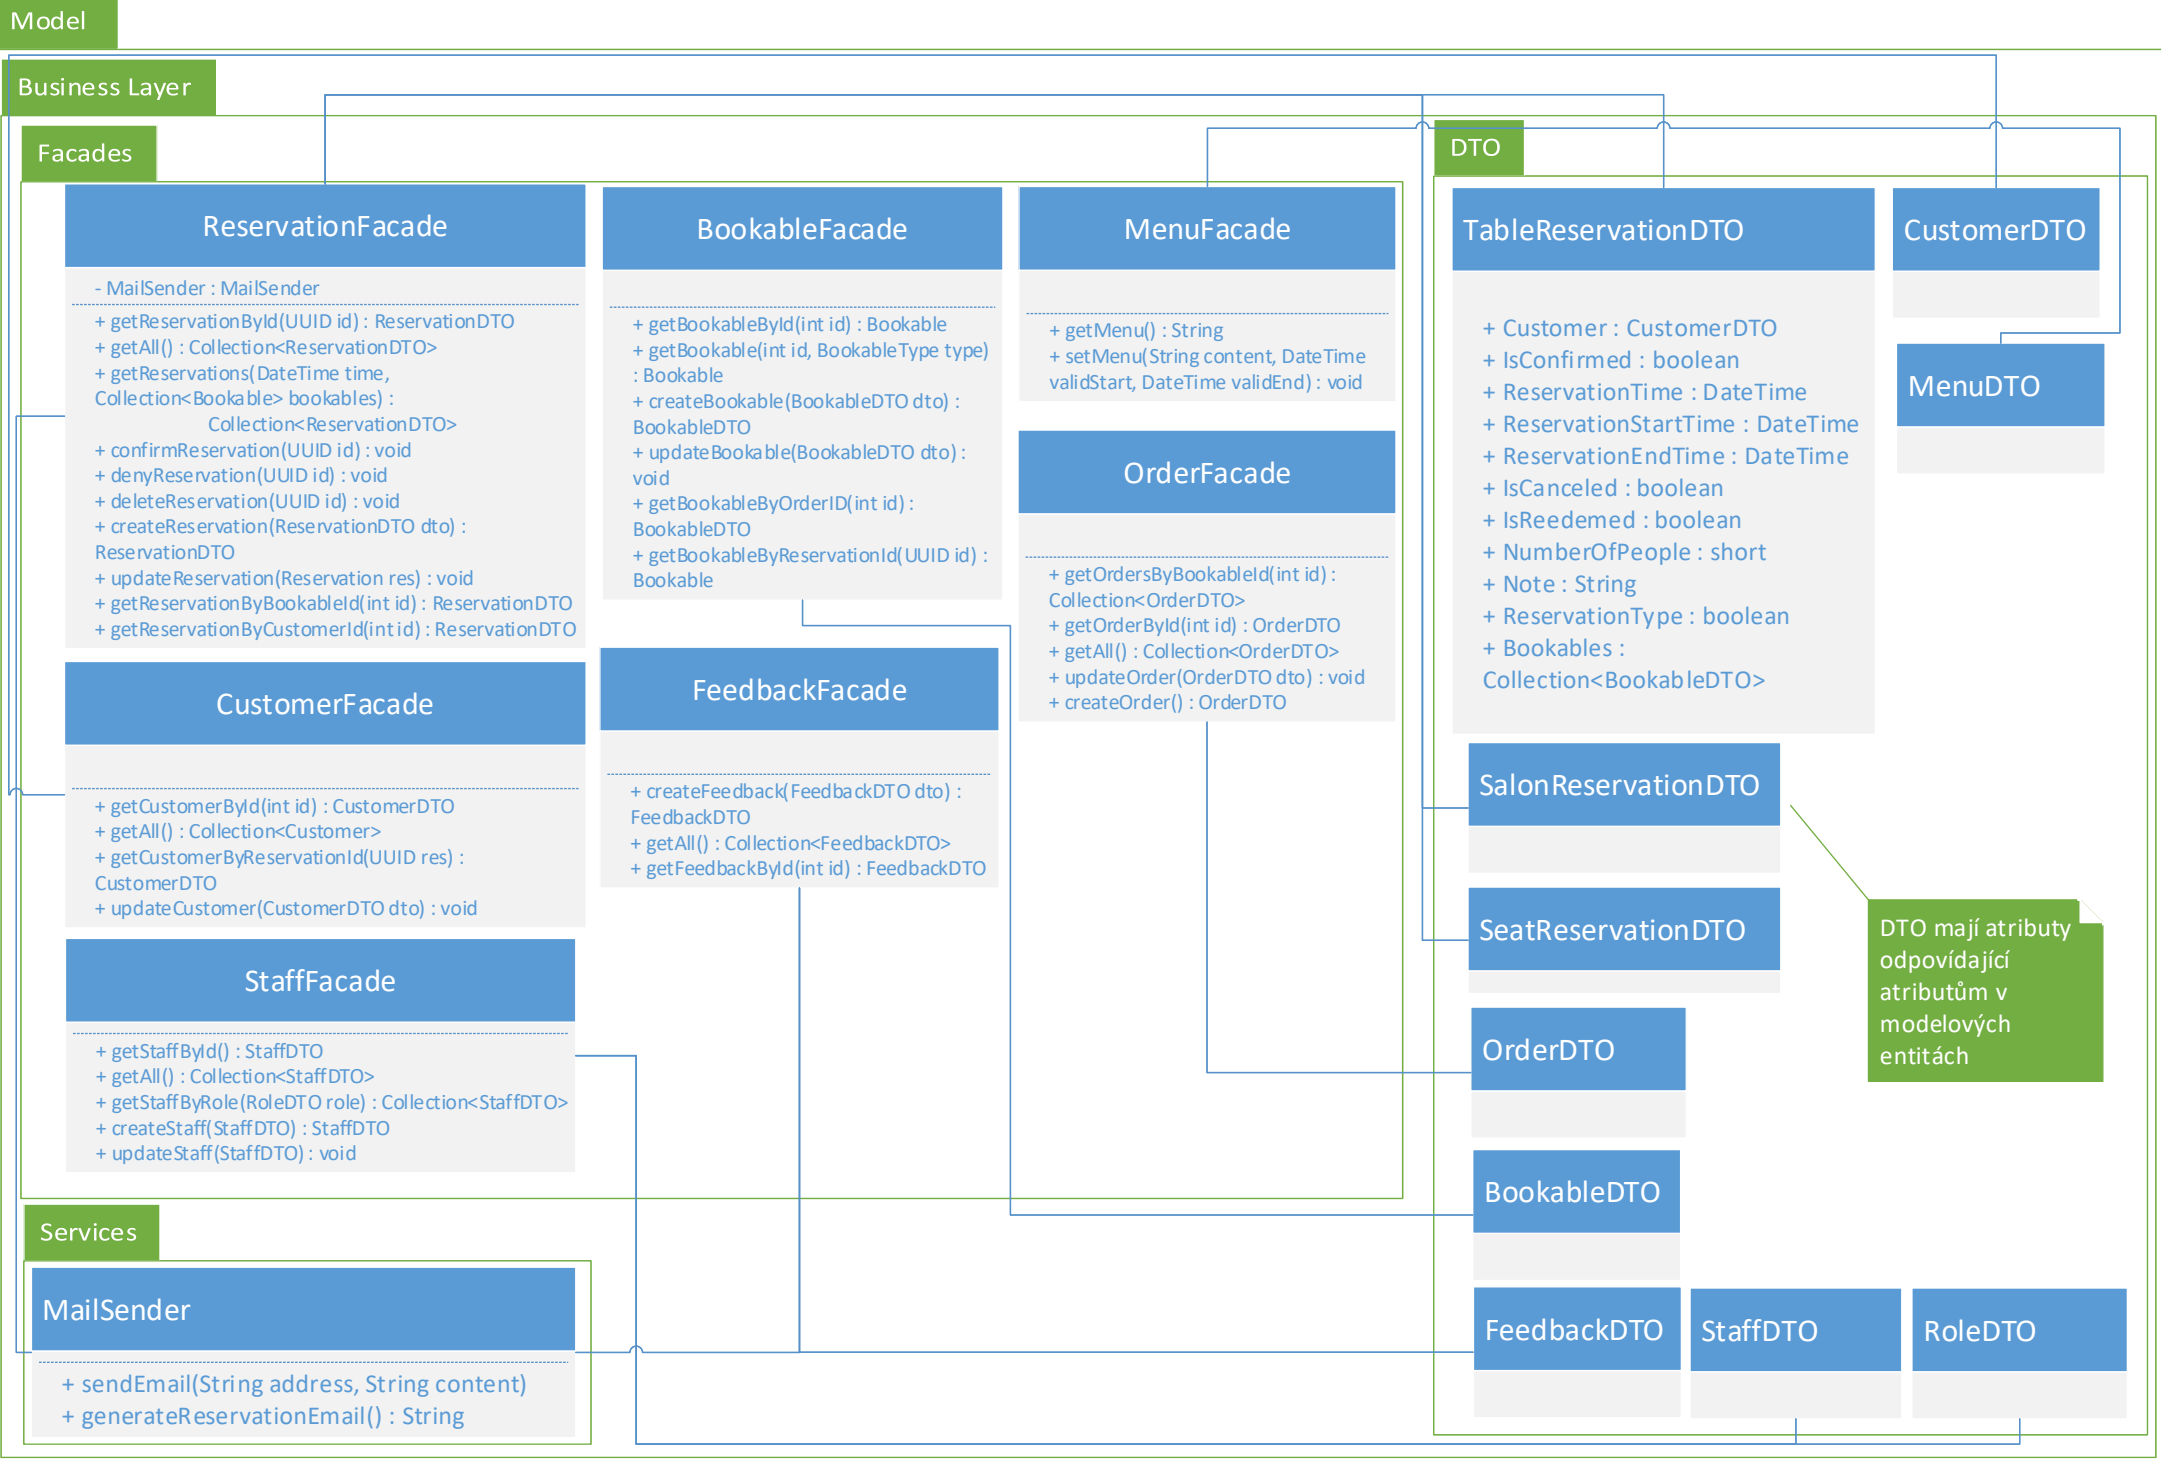 Model
Business Layer
Facades
ReservationFacade
- MailSender : MailSender
+ getReservationById(UUID id) : ReservationDTO
+ getAll() : Collection<ReservationDTO>
+ getReservations(DateTime time,
Collection<Bookable> bookables) :
Collection<ReservationDTO>
+ confirmReservation(UUID id) : void
+ denyReservation(UUID id) : void
+ deleteReservation(UUID id) : void
+ createReservation(ReservationDTO dto) :
ReservationDTO
+ updateReservation(Reservation res) : void
+ getReservationByBookableId(int id) : ReservationDTO
+ getReservationByCustomerId(int id) : ReservationDTO
BookableFacade
+ getBookableById(int id) : Bookable
+ getBookable(int id, BookableType type)
: Bookable
+ createBookable(BookableDTO dto) :
BookableDTO
+ updateBookable(BookableDTO dto) :
void
+ getBookableByOrderID(int id) :
BookableDTO
+ getBookableByReservationId(UUID id) :
Bookable
MenuFacade
+ getMenu() : String
+ setMenu(String content, DateTime
validStart, DateTime validEnd) : void
OrderFacade
+ getOrdersByBookableId(int id) :
Collection<OrderDTO>
+ getOrderById(int id) : OrderDTO
+ getAll() : Collection<OrderDTO>
+ updateOrder(OrderDTO dto) : void
+ createOrder() : OrderDTO
CustomerFacade
+ getCustomerById(int id) : CustomerDTO
+ getAll() : Collection<Customer>
+ getCustomerByReservationId(UUID res) :
CustomerDTO
+ updateCustomer(CustomerDTO dto) : void
FeedbackFacade
+ createFeedback(FeedbackDTO dto) :
FeedbackDTO
+ getAll() : Collection<FeedbackDTO>
+ getFeedbackById(int id) : FeedbackDTO
StaffFacade
+ getStaffById() : StaffDTO
+ getAll() : Collection<StaffDTO>
+ getStaffByRole(RoleDTO role) : Collection<StaffDTO>
+ createStaff(StaffDTO) : StaffDTO
+ updateStaff(StaffDTO) : void
Services
MailSender
+ sendEmail(String address, String content)
+ generateReservationEmail() : String
DTO
TableReservationDTO
+ Customer : CustomerDTO
+ IsConfirmed : boolean
+ ReservationTime : DateTime
+ ReservationStartTime : DateTime
+ ReservationEndTime : DateTime
+ IsCanceled : boolean
+ IsReedemed : boolean
+ NumberOfPeople : short
+ Note : String
+ ReservationType : boolean
+ Bookables :
Collection<BookableDTO>
CustomerDTO
MenuDTO
SalonReservationDTO
SeatReservationDTO
DTO mají atributy
odpovídající
atributům v
modelových
entitách
OrderDTO
BookableDTO
FeedbackDTO
StaffDTO
RoleDTO